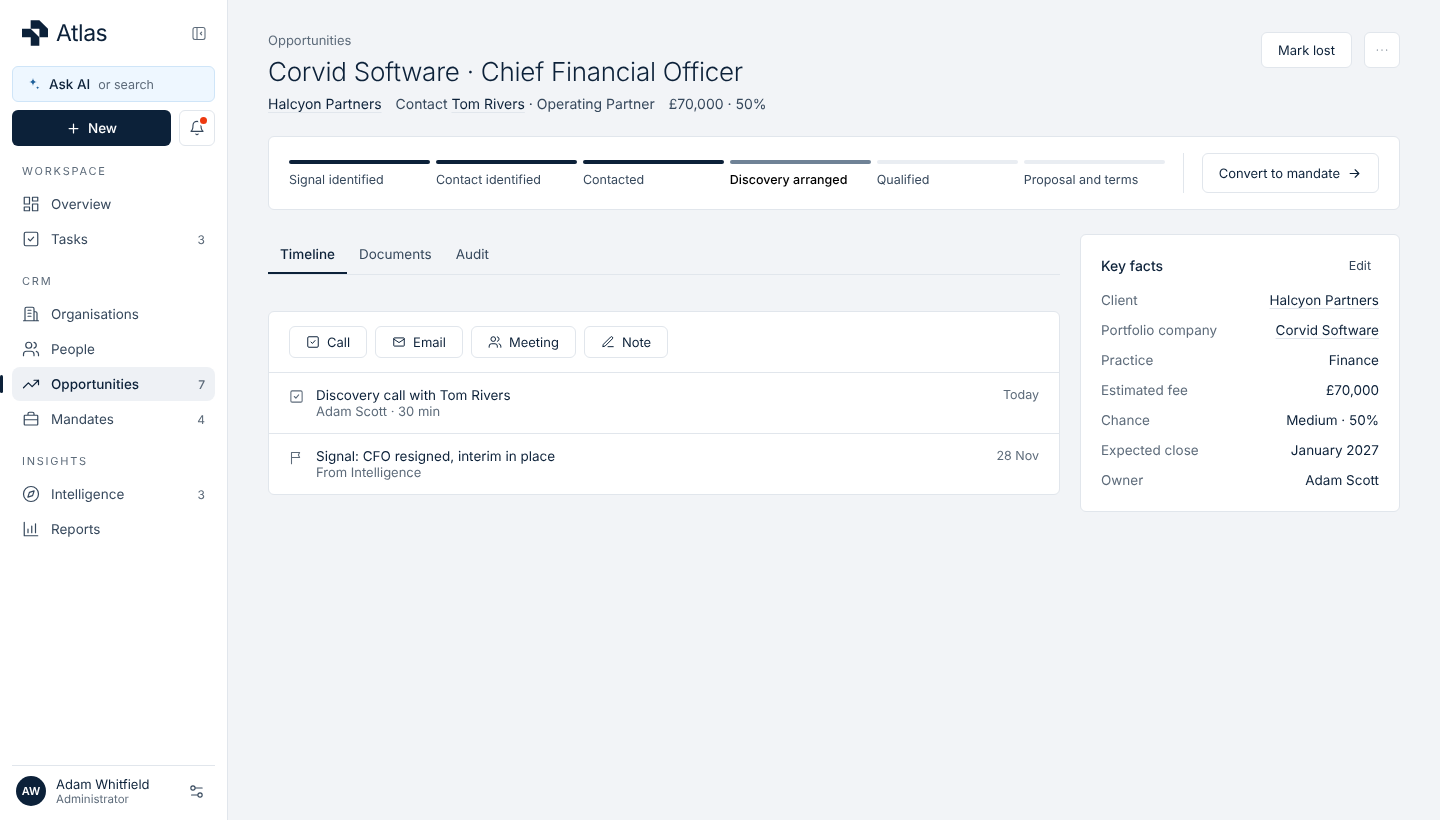 Atlas
Ask AI or search
New
WORKSPACE
Overview
Tasks 3
CRM
Organisations
People
Opportunities 7
Mandates 4
INSIGHTS
Intelligence 3
Reports
AW
Adam Whitfield
Administrator
Opportunities
Corvid Software · Chief Financial Officer
Halcyon Partners Contact Tom Rivers · Operating Partner £70,000 · 50%
Mark lost ···
Signal identified Contact identified Contacted Discovery arranged Qualified Proposal and terms
Convert to mandate →
Timeline Documents Audit
Call Email Meeting Note
Discovery call with Tom Rivers Today
Adam Scott · 30 min
Signal: CFO resigned, interim in place 28 Nov
From Intelligence
Key facts Edit
Client Halcyon Partners
Portfolio company Corvid Software
Practice Finance
Estimated fee £70,000
Chance Medium · 50%
Expected close January 2027
Owner Adam Scott